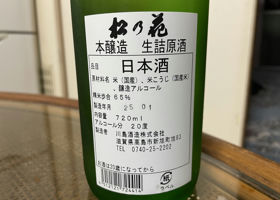 松の花
本醸造 生詰原酒
品目 日本酒
原材料名 米(国産)、米こうじ(国産米)
、醸造アルコール
精米歩合 65%
製造年月 25 01
内容量 720ml
アルコール分 20度
製造者 川島酒造株式会社
滋賀県高島市新旭町旭83
TEL 0740-25-2202
お酒は20歳になってから
ラベル